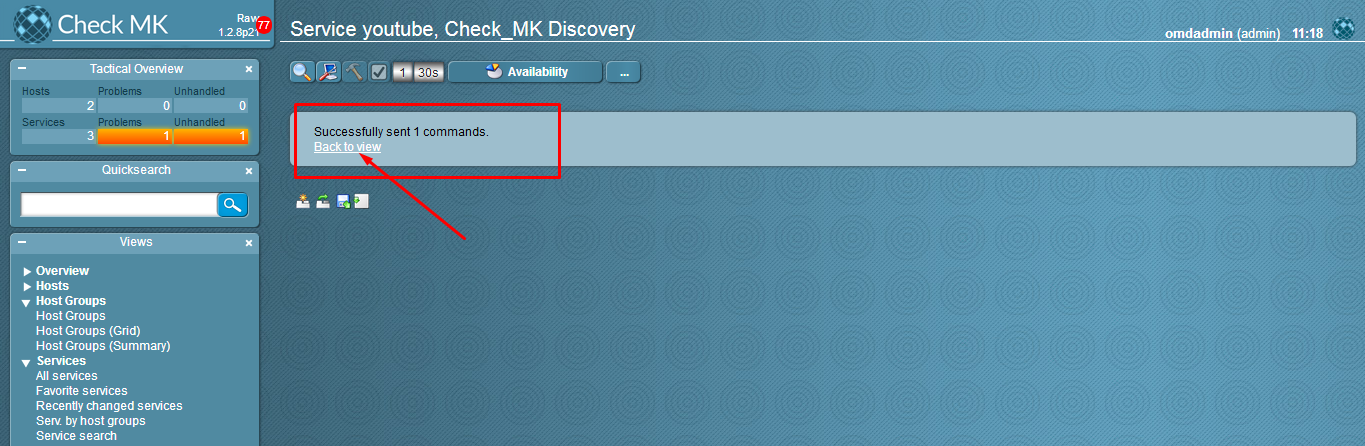 Check MK
Raw
1.2.8p21
77
Service youtube, Check_MK Discovery
omdadmin (admin) 11:18
Tactical Overview
Hosts Problems Unhandled
2 0 0
Services Problems Unhandled
3 1 1
1 30s
Availability
...
Successfully sent 1 commands.
Back to view
Quicksearch
Views
Overview
Hosts
Host Groups
Host Groups
Host Groups (Grid)
Host Groups (Summary)
Services
All services
Favorite services
Recently changed services
Serv. by host groups
Service search